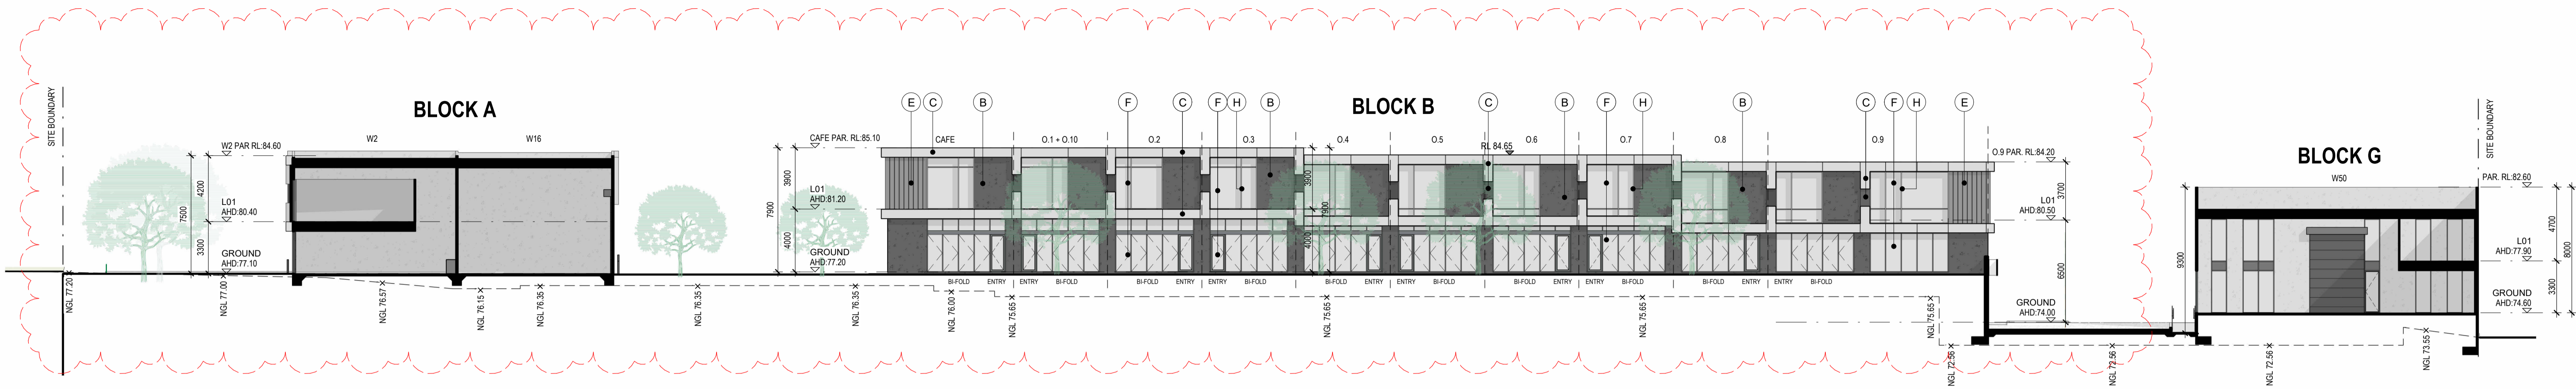 BLOCK A
BLOCK B
BLOCK G
SITE BOUNDARY
W2
W16
W2 PAR RL:84.60
4200
7500
3300
L01
AHD:80.40
GROUND
AHD:77.10
E
C
B
F
C
F
H
B
C
B
F
H
B
C
F
H
E
CAFE PAR. RL:85.10
CAFE
O.1 + O.10
O.2
O.3
O.4
O.5
RL 84.65
O.6
O.7
O.8
O.9
O.9 PAR RL:84.20
3900
7900
4000
L01
AHD:81.20
GROUND
AHD:77.20
3900
7900
4000
3700
6500
L01
AHD:80.50
GROUND
AHD:74.00
BI-FOLD
ENTRY
ENTRY
BI-FOLD
BI-FOLD
ENTRY
ENTRY
BI-FOLD
BI-FOLD
ENTRY
ENTRY
BI-FOLD
BI-FOLD
ENTRY
ENTRY
BI-FOLD
BI-FOLD
ENTRY
ENTRY
BI-FOLD
W50
PAR. RL:82.60
9300
4700
8000
3300
L01
AHD:77.90
GROUND
AHD:74.60
SITE BOUNDARY
NGL 77.20
NGL 77.00
NGL 76.57
NGL 76.15
NGL 76.35
NGL 76.35
NGL 76.35
NGL 76.00
NGL 75.65
NGL 75.65
NGL 75.65
NGL 75.65
NGL 72.56
NGL 72.56
NGL 72.56
NGL 73.55